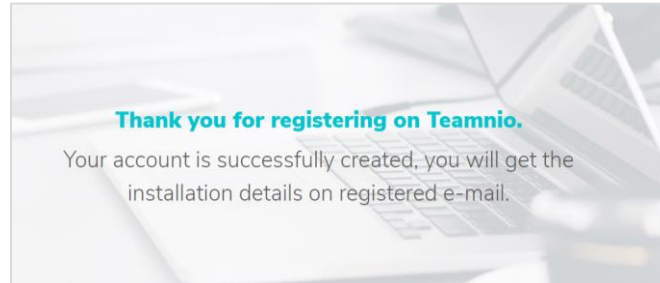 Thank you for registering on Teamnio.
Your account is successfully created, you will get the
installation details on registered e-mail.